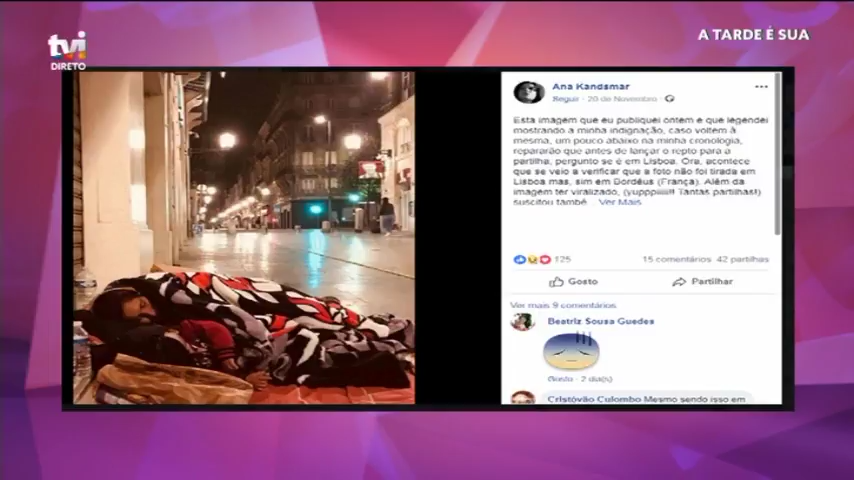 tvi
DIRETO
A TARDE É SUA
Ana Kandsmar
Seguir · 20 de Novembro ·
Esta imagem que eu publiquei ontem e que legendei
mostrando a minha indignação, caso voltem à
mesma, um pouco abaixo na minha cronologia,
repararão que antes de lançar o repto para a
partilha, pergunto se é em Lisboa. Ora, acontece
que se veio a verificar que a foto não foi tirada em
Lisboa mas, sim em Bordéus (França). Além da
imagem ter viralizado, (yupppiiiii!! Tantas partilhas!)
suscitou també... Ver Mais
125
15 comentários 42 partilhas
Gosto
Partilhar
Ver mais 9 comentários
Beatriz Sousa Guedes
Gosto · 2 dia(s)
Cristóvão Culombo Mesmo sendo isso em